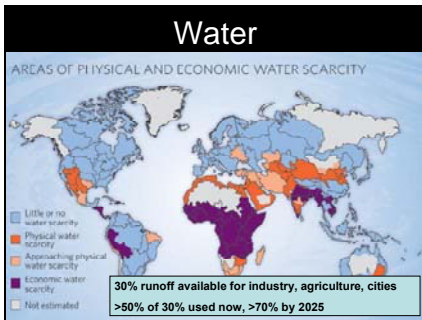 Water
AREAS OF PHYSICAL AND ECONOMIC WATER SCARCITY
Little or no
water scarcity
Physical water
scarcity
Approaching physical
water scarcity
Economic water
scarcity
Not estimated
30% runoff available for industry, agriculture, cities
>50% of 30% used now, >70% by 2025